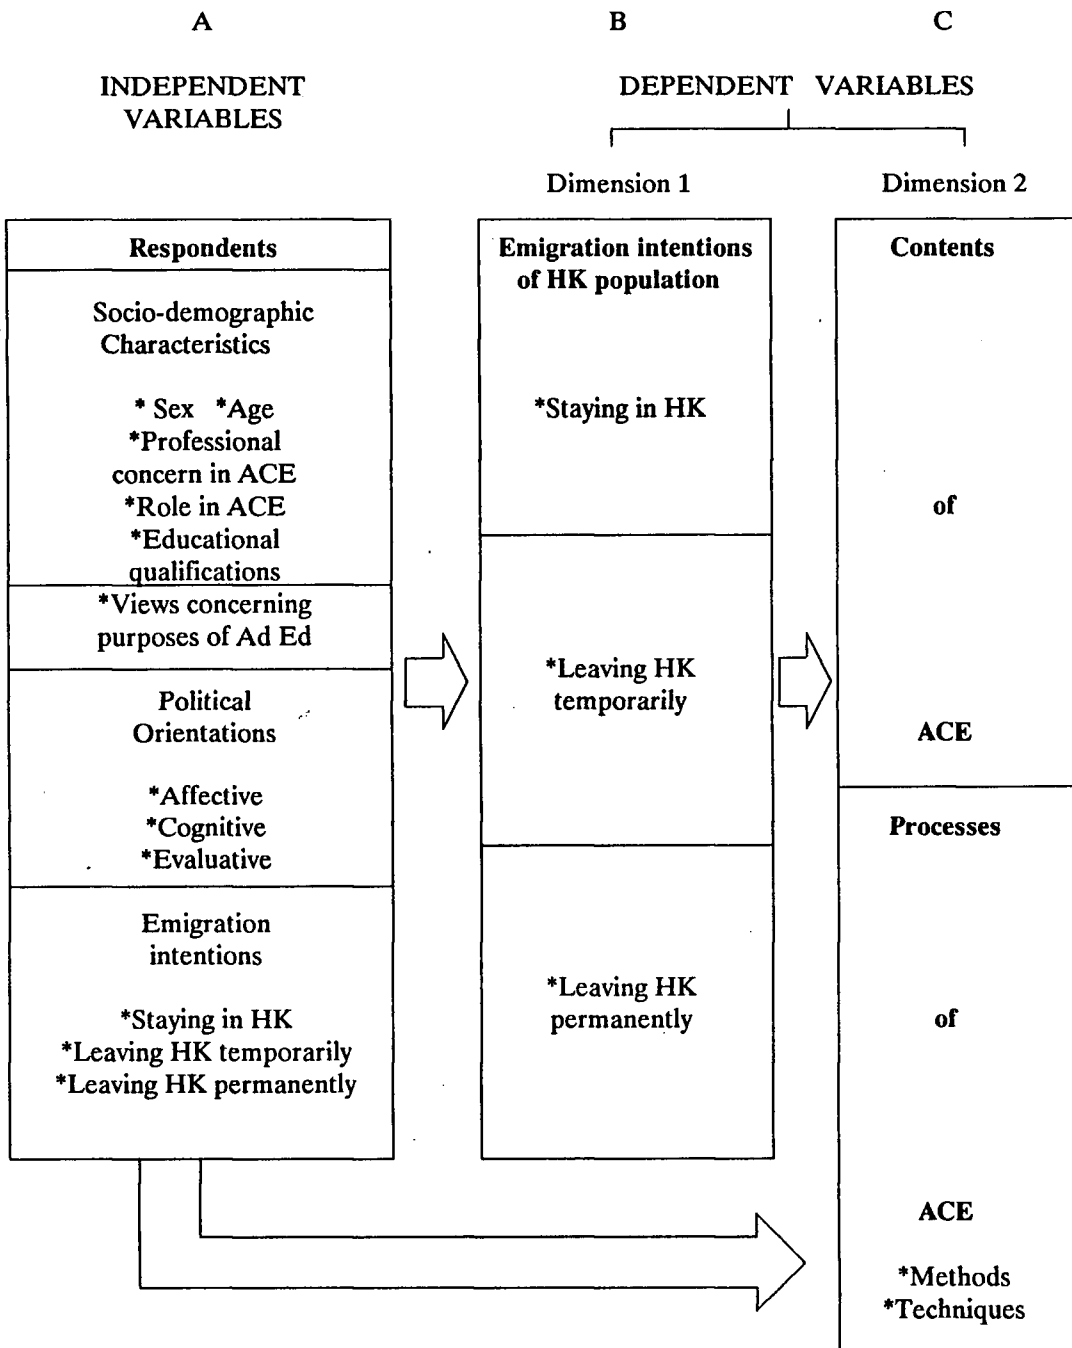 A
B
C
INDEPENDENT
VARIABLES
DEPENDENT VARIABLES
Dimension 1
Dimension 2
Respondents
Socio-demographic
Characteristics
* Sex *Age
*Professional
concern in ACE
*Role in ACE
*Educational
qualifications
*Views concerning
purposes of Ad Ed
Political
Orientations
*Affective
*Cognitive
*Evaluative
Emigration
intentions
*Staying in HK
*Leaving HK temporarily
*Leaving HK permanently
Emigration intentions
of HK population
*Staying in HK
*Leaving HK
temporarily
*Leaving HK
permanently
Contents
of
ACE
Processes
of
ACE
*Methods
*Techniques